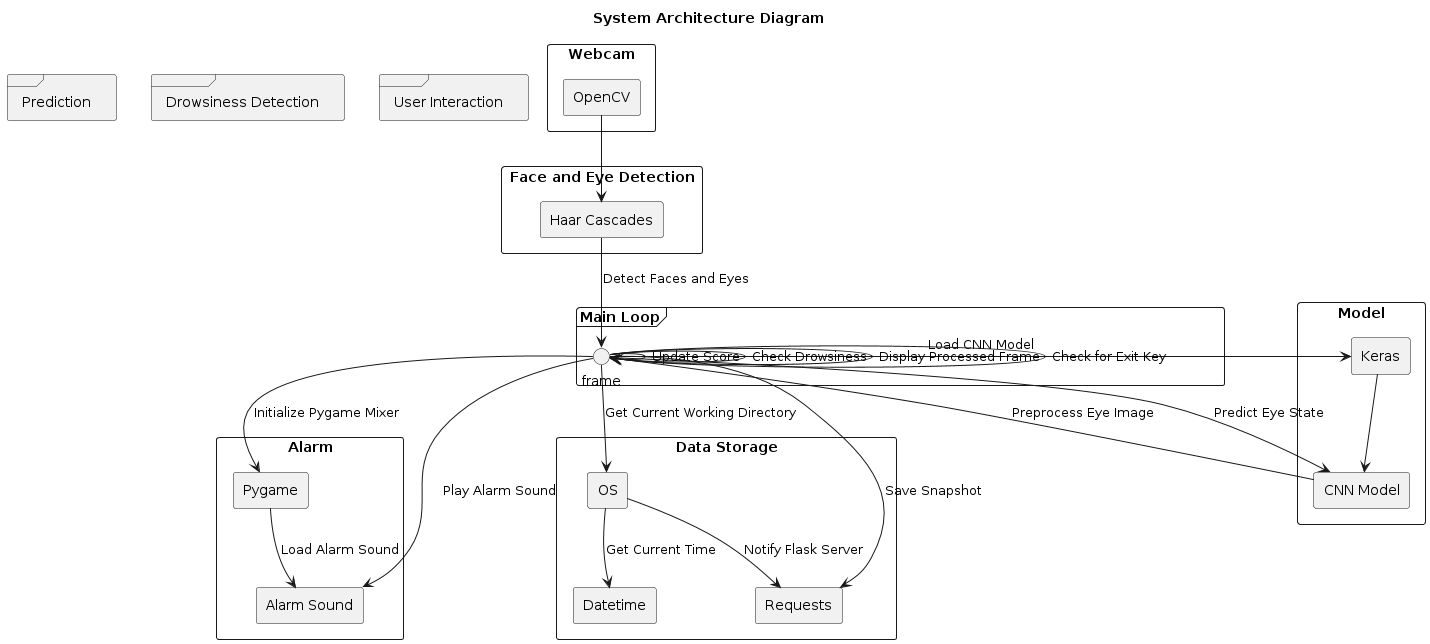 System Architecture Diagram
Webcam
OpenCV
Prediction
Drowsiness Detection
User Interaction
Face and Eye Detection
Haar Cascades
Detect Faces and Eyes
Main Loop
Model
Load CNN Model
Update Score
Check Drowsiness
Display Processed Frame
Check for Exit Key
Keras
frame
Initialize Pygame Mixer
Get Current Working Directory
Preprocess Eye Image
Predict Eye State
Alarm
Data Storage
Pygame
Play Alarm Sound
OS
Save Snapshot
CNN Model
Load Alarm Sound
Get Current Time
Notify Flask Server
Alarm Sound
Datetime
Requests